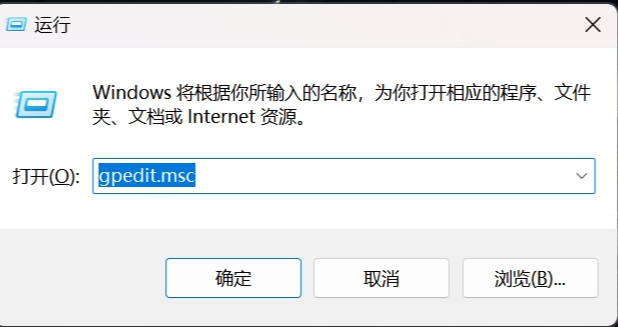 运行
Windows 将根据你所输入的名称，为你打开相应的程序、文件
夹、文档或 Internet 资源。
打开(O): gpedit.msc
确定 取消 浏览(B)...